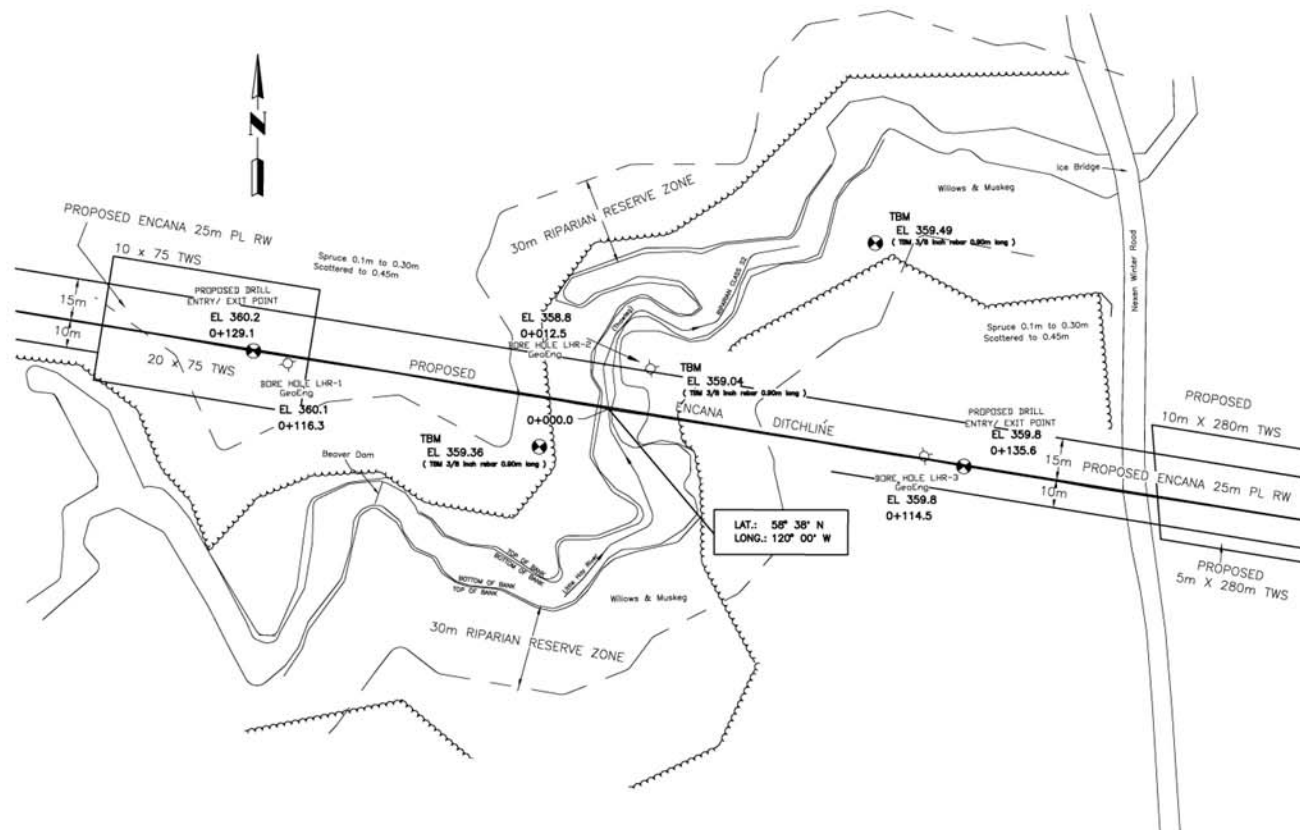 N
30m RIPARIAN RESERVE ZONE
Ice Bridge
Willows & Muskeg
PROPOSED ENCANA 25m PL RW
10 x 75 TWS
Spruce 0.1m to 0.30m
Scattered to 0.45m
TBM
EL 359.49
( TBM 3/8 inch rebar 0.90m long )
RIPARIAN CLASS S2
Nexen Winter Road
15m
10m
PROPOSED DRILL
ENTRY/ EXIT POINT
EL 360.2
0+129.1
20 x 75 TWS
BORE HOLE LHR-1
GeoEng
EL 360.1
0+116.3
PROPOSED
EL 358.8
0+012.5
BORE HOLE LHR-2
GeoEng
TBM
EL 359.04
( TBM 3/8 inch rebar 0.90m long )
Spruce 0.1m to 0.30m
Scattered to 0.45m
0+000.0
ENCANA
DITCHLINE
PROPOSED DRILL
ENTRY/ EXIT POINT
EL 359.8
0+135.6
PROPOSED
10m X 280m TWS
15m
10m
PROPOSED ENCANA 25m PL RW
TBM
EL 359.36
( TBM 3/8 inch rebar 0.90m long )
Beaver Dam
BORE HOLE LHR-3
GeoEng
EL 359.8
0+114.5
LAT.: 58° 38' N
LONG.: 120° 00' W
PROPOSED
5m X 280m TWS
TOP OF BANK
BOTTOM OF BANK
BOTTOM OF BANK
TOP OF BANK
Little Hay River
Willows & Muskeg
30m RIPARIAN RESERVE ZONE